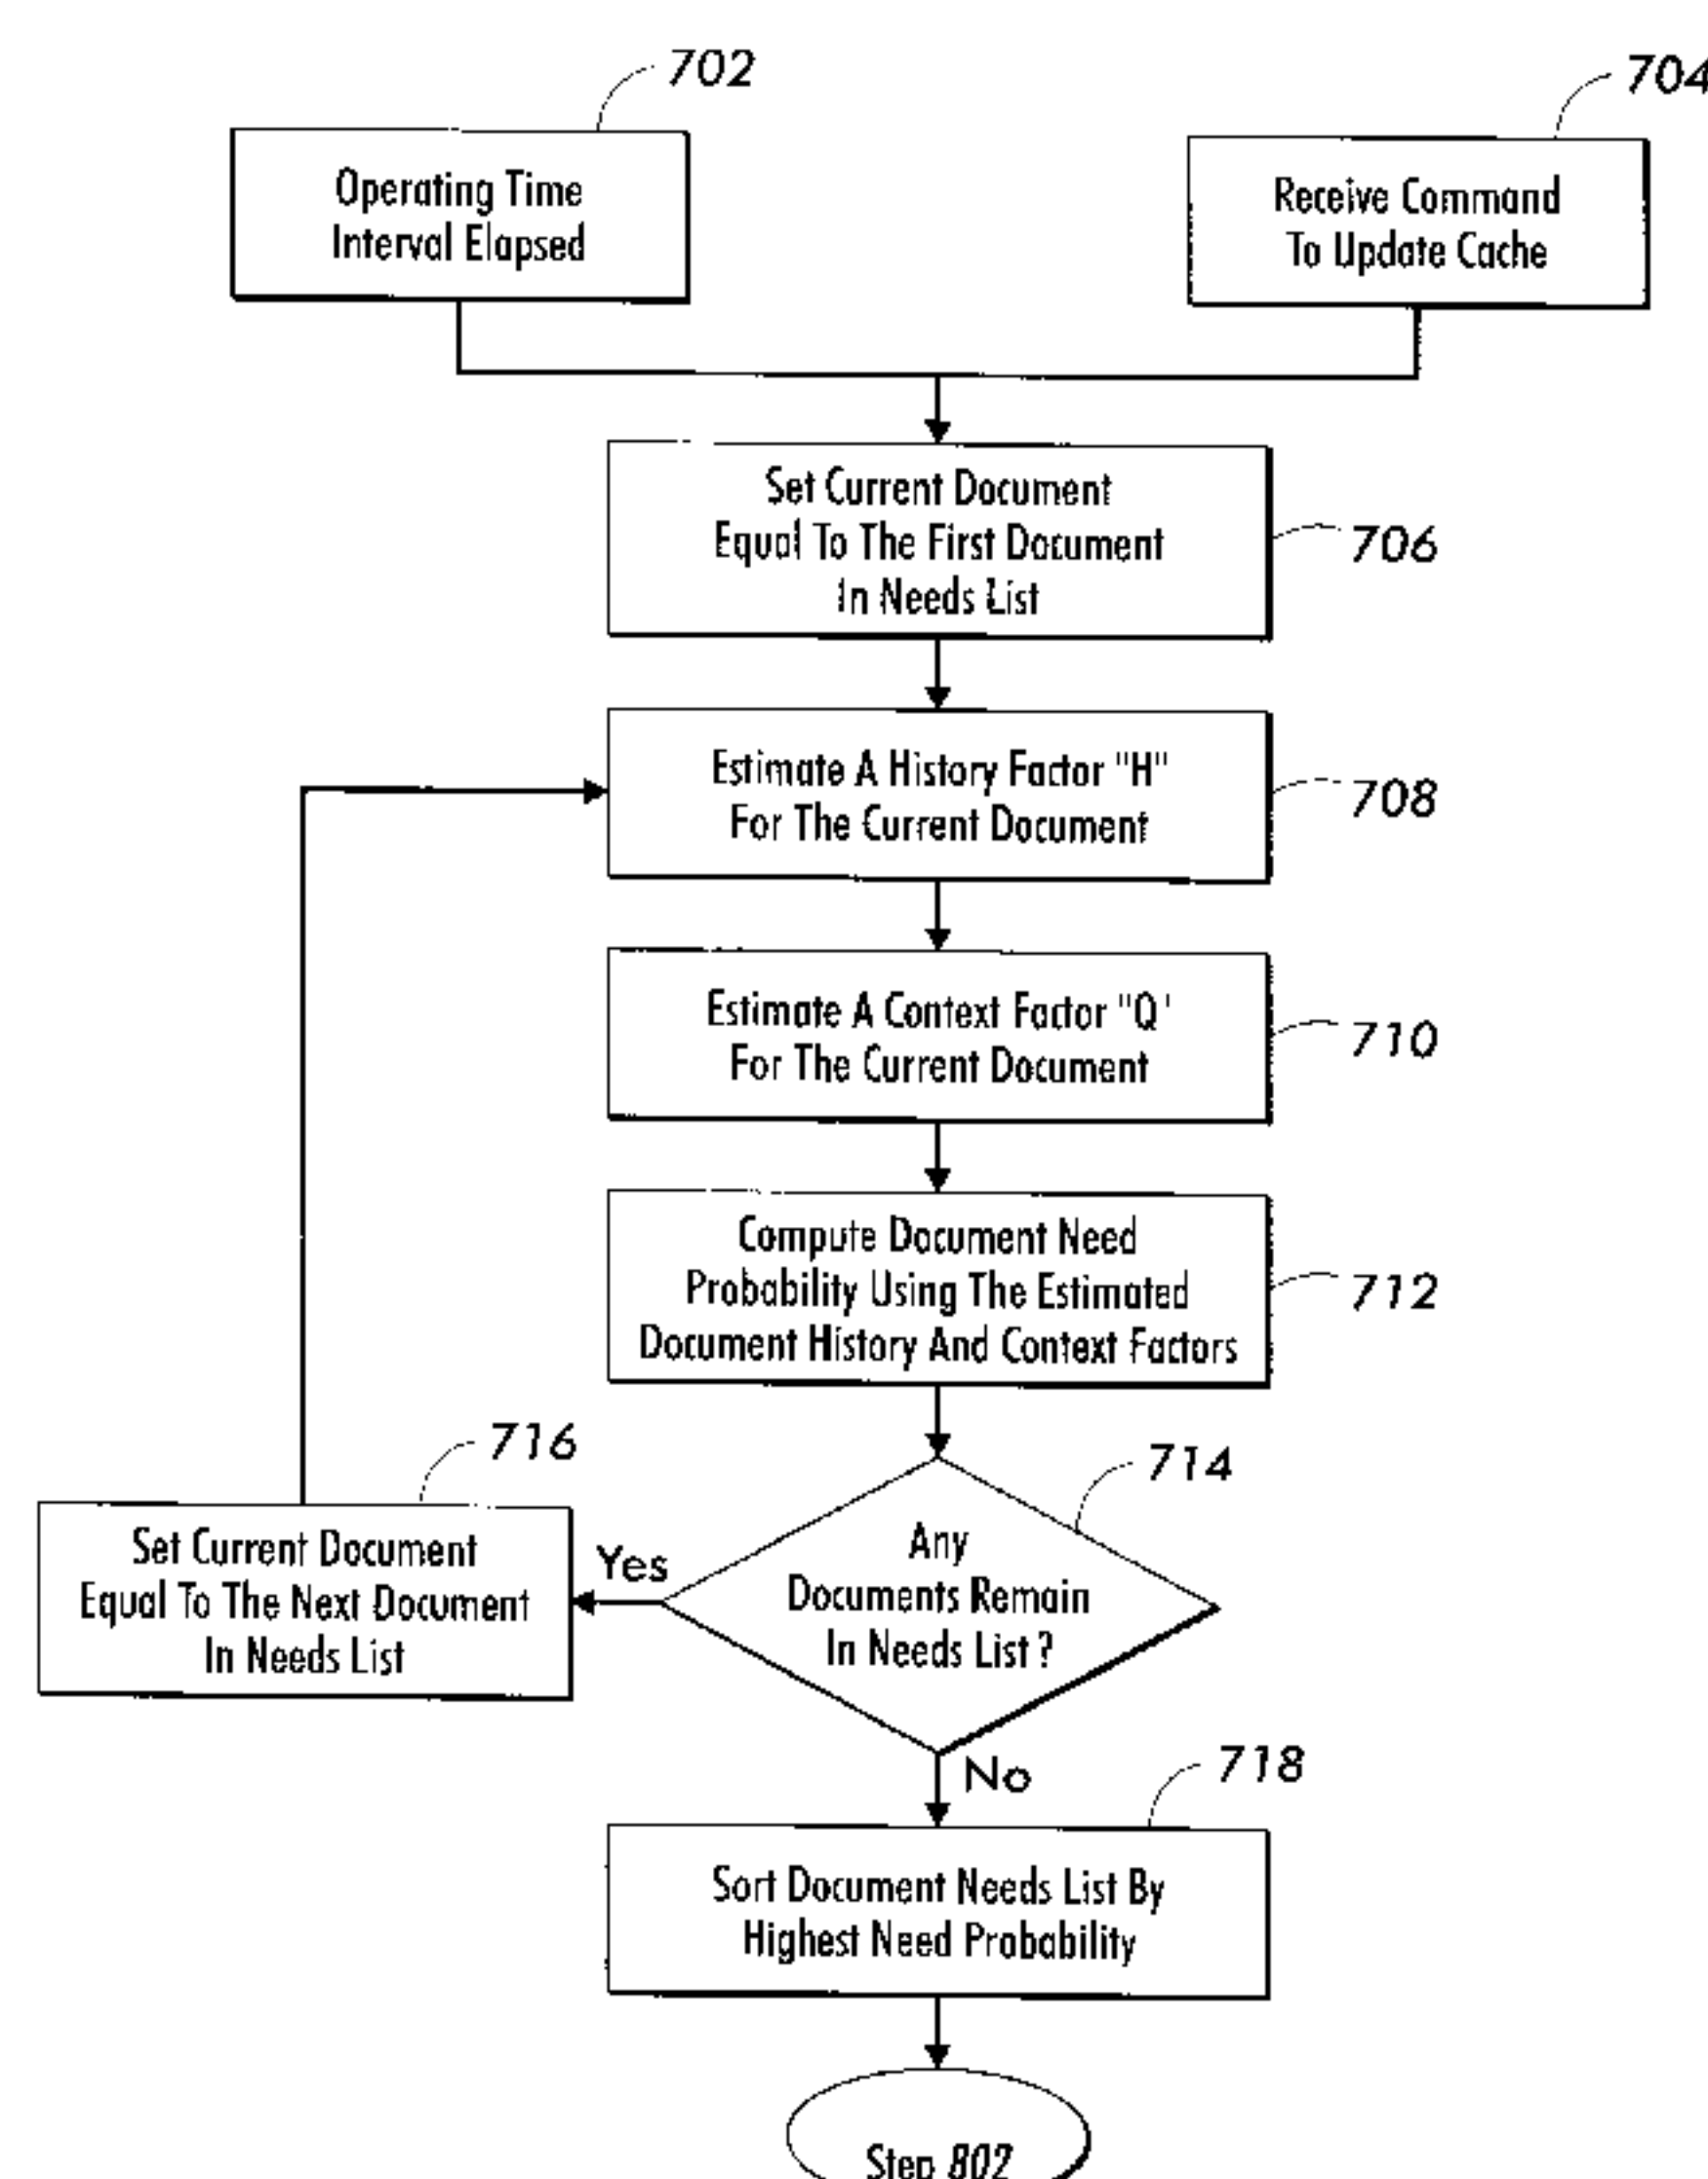 702
704
Operating Time
Interval Elapsed
Receive Command
To Update Cache
Set Current Document
Equal To The First Document
In Needs List
706
Estimate A History Factor "H"
For The Current Document
708
Estimate A Context Factor "Q"
For The Current Document
710
Compute Document Need
Probability Using The Estimated
Document History And Context Factors
712
716
714
Set Current Document
Equal To The Next Document
In Needs List
Yes
Any
Documents Remain
In Needs List ?
No
718
Sort Document Needs List By
Highest Need Probability
Step 802